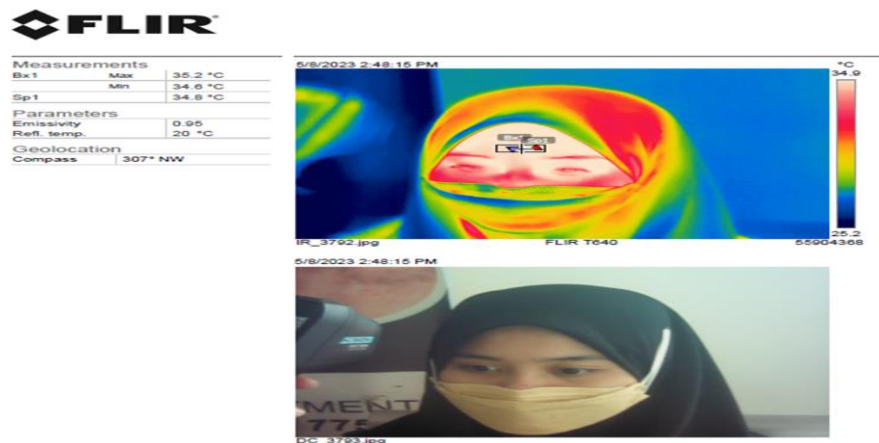 FLIR
Measurements
Bx1 Max 35.2 °C
Min 34.6 °C
Sp1 34.8 °C
Parameters
Emissivity 0.95
Refl. temp. 20 °C
Geolocation
Compass 307° NW
5/8/2023 2:48:15 PM
°C
34.9
25.2
IR_3792.jpg FLIR T640 55904368
5/8/2023 2:48:15 PM
MENT
775
DC_3793.jpg